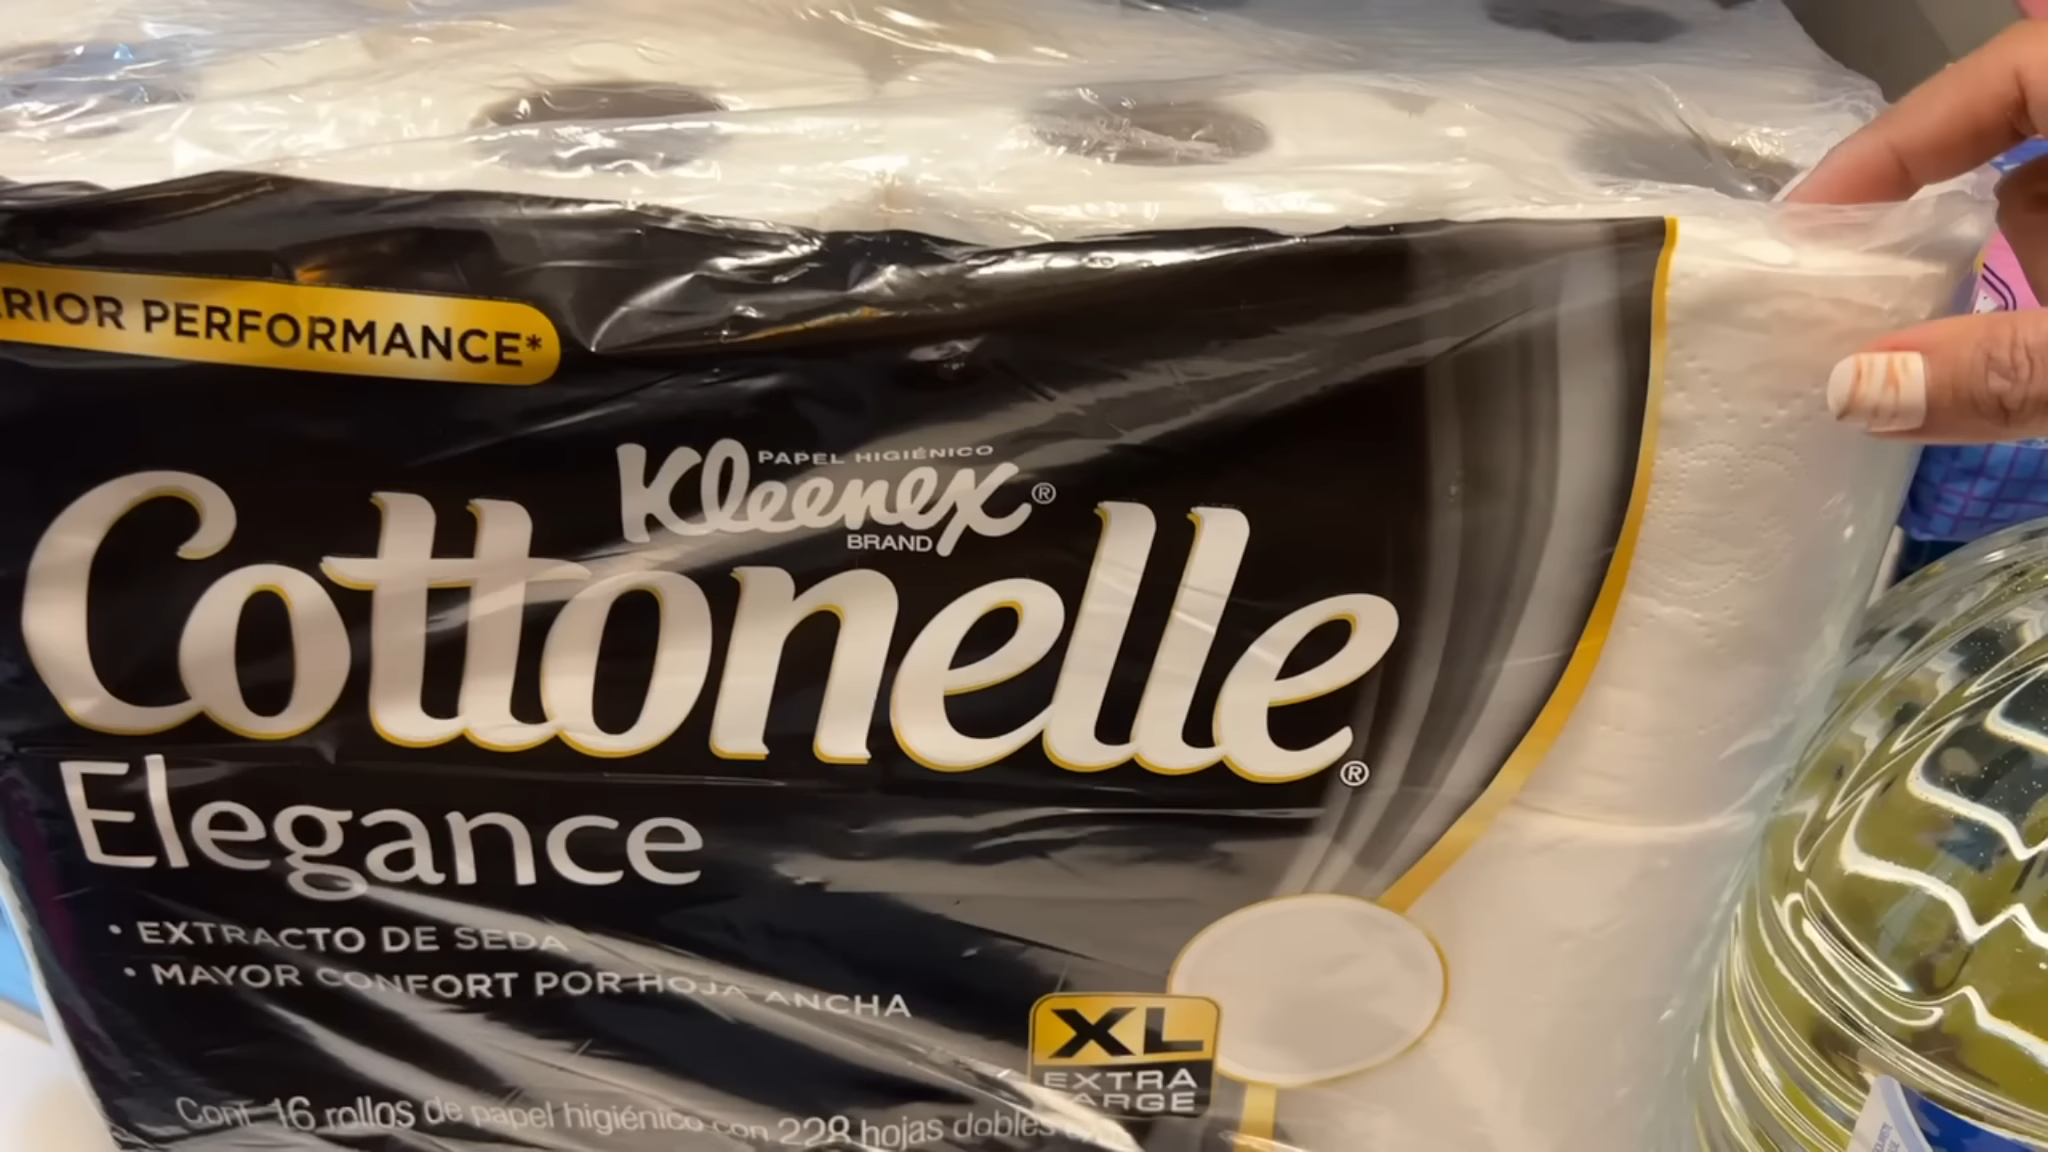 RIOR PERFORMANCE*
PAPEL HIGIÉNICO
Kleenex®
BRAND
Cottonelle®
Elegance
• EXTRACTO DE SEDA
• MAYOR CONFORT POR HOJA ANCHA
XL
EXTRA
LARGE
Cont. 16 rollos de papel higiénico con 228 hojas dobles